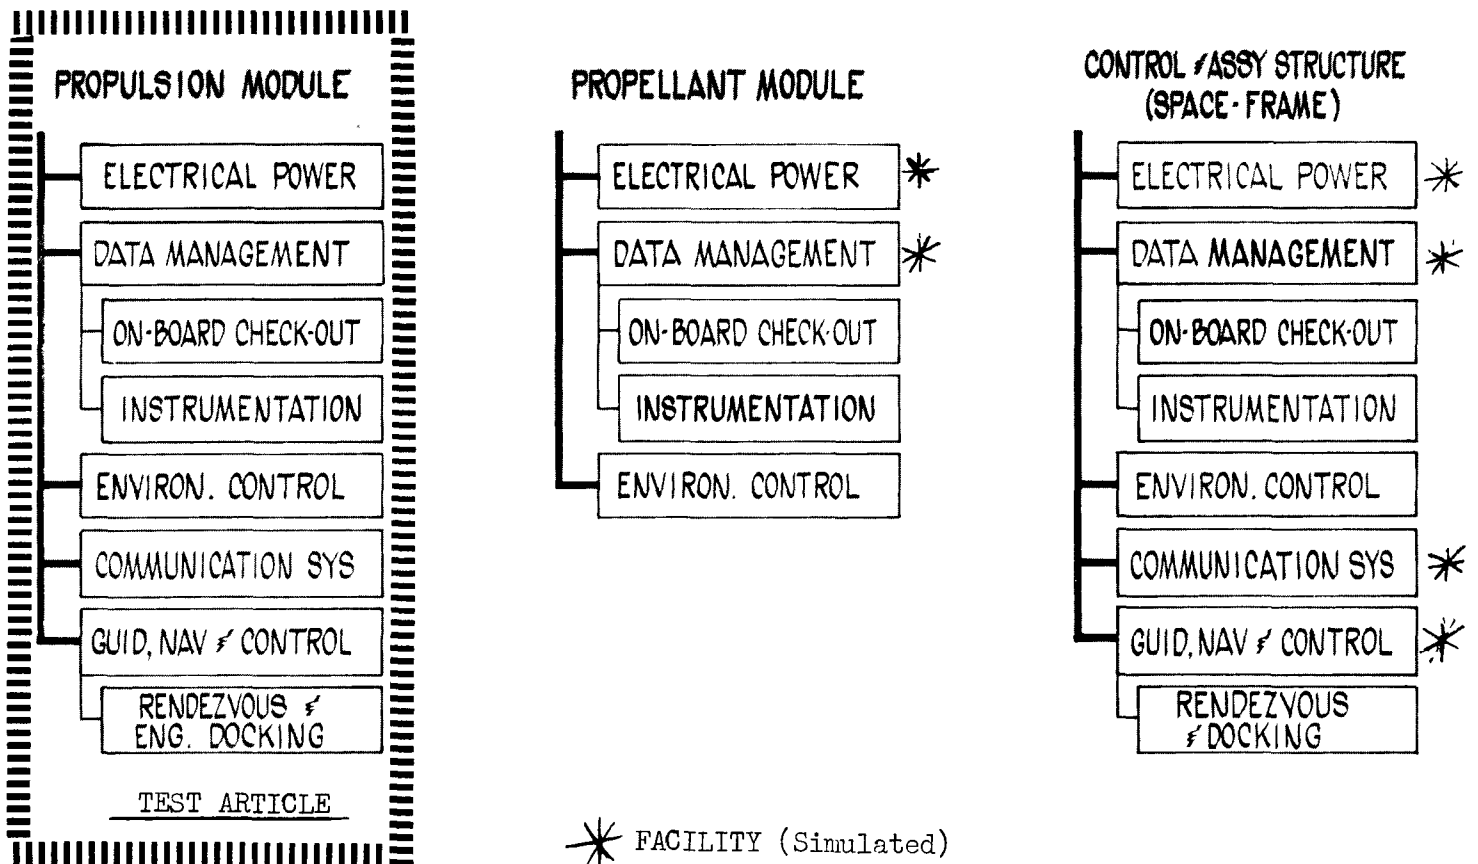 PROPULSION MODULE
ELECTRICAL POWER
DATA MANAGEMENT
ON-BOARD CHECK-OUT
INSTRUMENTATION
ENVIRON. CONTROL
COMMUNICATION SYS
GUID, NAV & CONTROL
RENDEZVOUS &
ENG. DOCKING
TEST ARTICLE
PROPELLANT MODULE
ELECTRICAL POWER *
DATA MANAGEMENT *
ON-BOARD CHECK-OUT
INSTRUMENTATION
ENVIRON. CONTROL
CONTROL & ASSY STRUCTURE
(SPACE-FRAME)
ELECTRICAL POWER *
DATA MANAGEMENT *
ON-BOARD CHECK-OUT
INSTRUMENTATION
ENVIRON. CONTROL
COMMUNICATION SYS *
GUID, NAV & CONTROL *
RENDEZVOUS
& DOCKING
* FACILITY (Simulated)